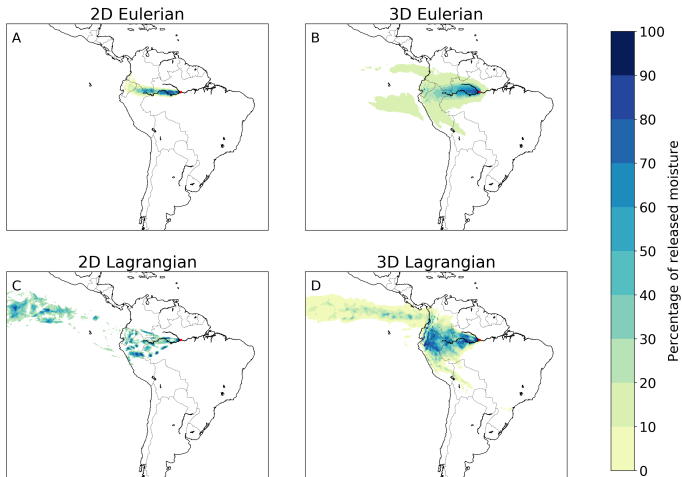 2D Eulerian
3D Eulerian
A
B
2D Lagrangian
3D Lagrangian
C
D
100
90
80
70
60
50
40
30
20
10
0
Percentage of released moisture